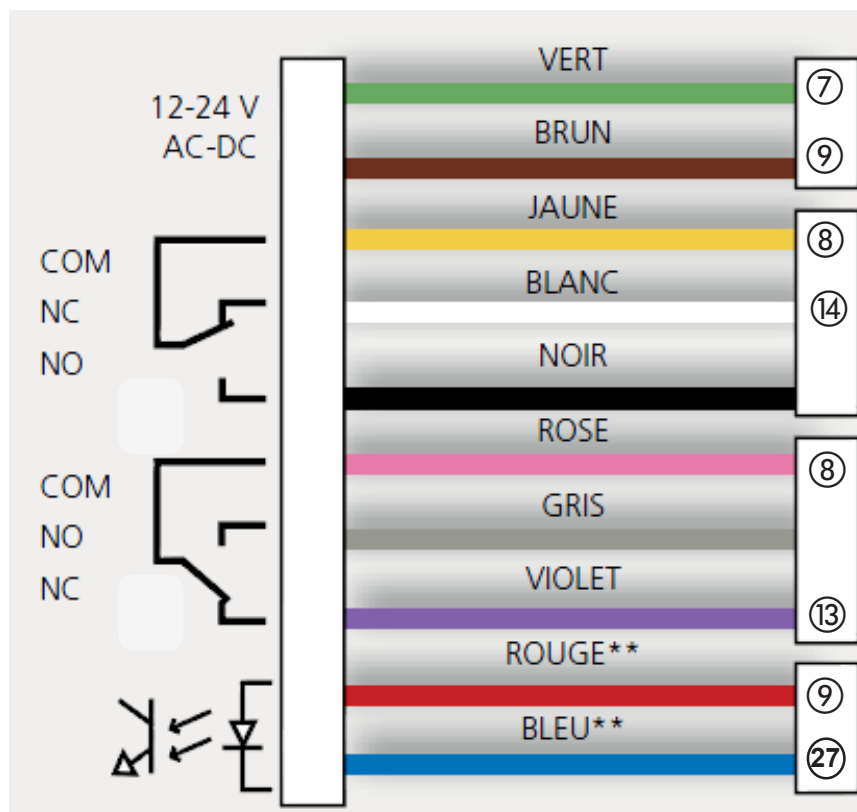 VERT
⑦
12-24 V
AC-DC
BRUN
⑨
JAUNE
⑧
COM
NC
NO
BLANC
⑭
NOIR
ROSE
⑧
COM
NO
NC
GRIS
VIOLET
⑬
ROUGE**
⑨
BLEU**
㉗